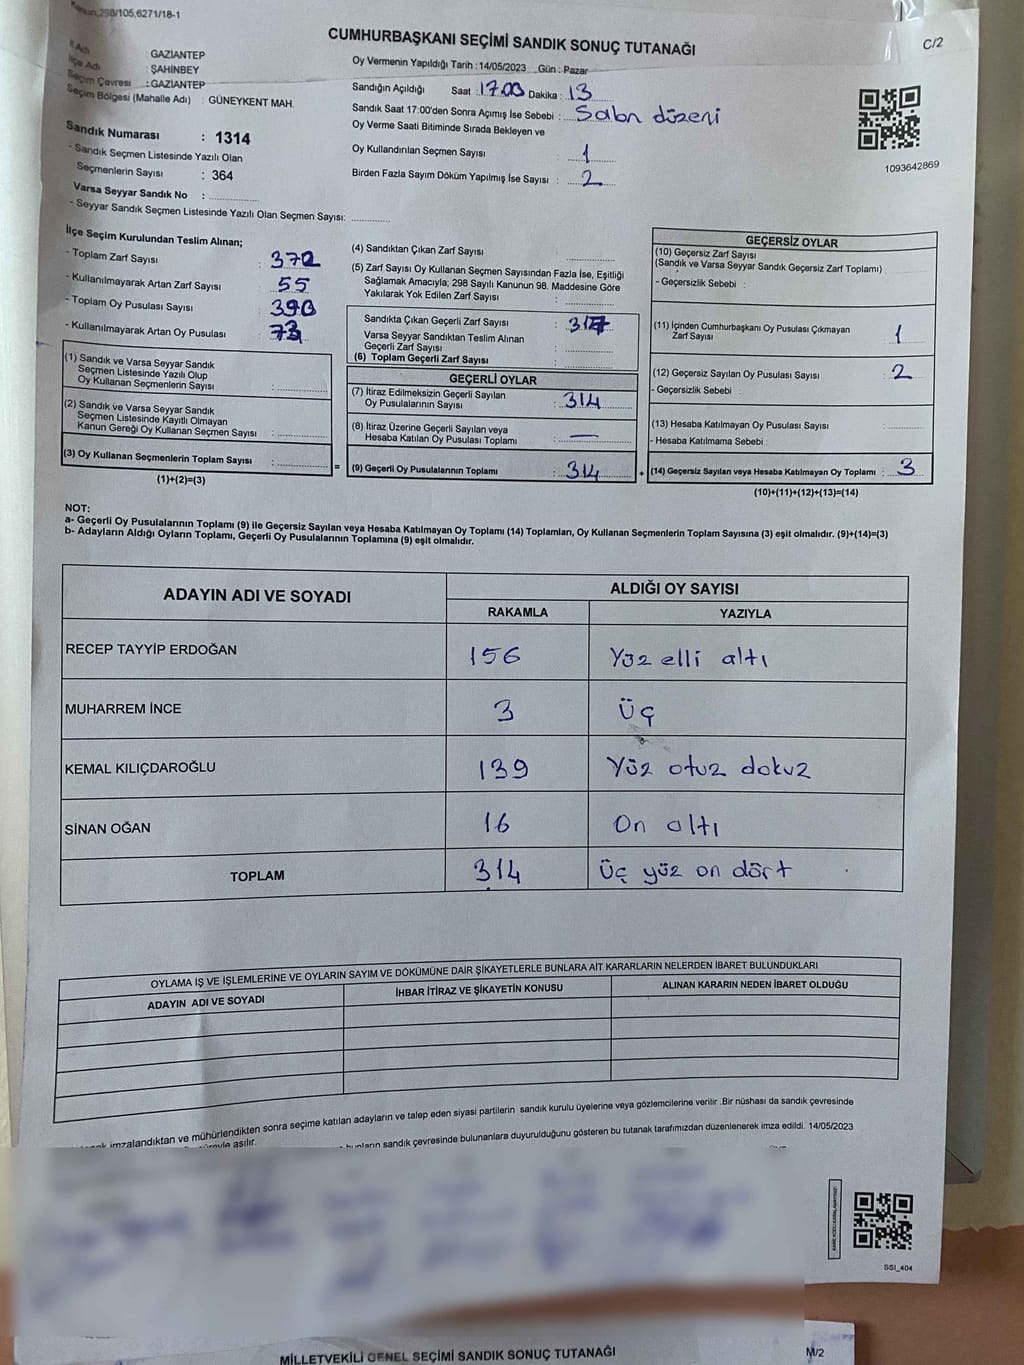 Kanun;298/105,6271/18-1
CUMHURBAŞKANI SEÇİMİ SANDIK SONUÇ TUTANAĞI
C/2
İl Adı : GAZİANTEP
İlçe Adı : ŞAHİNBEY
Seçim Çevresi : GAZİANTEP
Seçim Bölgesi (Mahalle Adı) : GÜNEYKENT MAH.
Sandık Numarası : 1314
- Sandık Seçmen Listesinde Yazılı Olan
Seçmenlerin Sayısı : 364
Varsa Seyyar Sandık No :
- Seyyar Sandık Seçmen Listesinde Yazılı Olan Seçmen Sayısı:
Oy Vermenin Yapıldığı Tarih : 14/05/2023 Gün : Pazar
Sandığın Açıldığı Saat : 17.00 Dakika : 13
Sandık Saat 17:00'den Sonra Açımış İse Sebebi : Salon düzeni
Oy Verme Saati Bitiminde Sırada Bekleyen ve
Oy Kullandırılan Seçmen Sayısı : 1
Birden Fazla Sayım Döküm Yapılmış İse Sayısı : 2
1093642869
İlçe Seçim Kurulundan Teslim Alınan;
- Toplam Zarf Sayısı : 372
- Kullanılmayarak Artan Zarf Sayısı : 55
- Toplam Oy Pusulası Sayısı : 390
- Kullanılmayarak Artan Oy Pusulası : 73
(1) Sandık ve Varsa Seyyar Sandık
Seçmen Listesinde Yazılı Olup
Oy Kullanan Seçmenlerin Sayısı :
(2) Sandık ve Varsa Seyyar Sandık
Seçmen Listesinde Kayıtlı Olmayan
Kanun Gereği Oy Kullanan Seçmen Sayısı :
(3) Oy Kullanan Seçmenlerin Toplam Sayısı :
(1)+(2)=(3)
(4) Sandıktan Çıkan Zarf Sayısı :
(5) Zarf Sayısı Oy Kullanan Seçmen Sayısından Fazla İse, Eşitliği
Sağlamak Amacıyla; 298 Sayılı Kanunun 98. Maddesine Göre
Yakılarak Yok Edilen Zarf Sayısı :
Sandıkta Çıkan Geçerli Zarf Sayısı : 317
Varsa Seyyar Sandıktan Teslim Alınan
Geçerli Zarf Sayısı :
(6) Toplam Geçerli Zarf Sayısı :
GEÇERLİ OYLAR
(7) İtiraz Edilmeksizin Geçerli Sayılan
Oy Pusulalarının Sayısı : 314
(8) İtiraz Üzerine Geçerli Sayılan veya
Hesaba Katılan Oy Pusulası Toplamı : —
= (9) Geçerli Oy Pusulalarının Toplamı : 314
GEÇERSİZ OYLAR
(10) Geçersiz Zarf Sayısı
(Sandık ve Varsa Seyyar Sandık Geçersiz Zarf Toplamı)
- Geçersizlik Sebebi :
(11) İçinden Cumhurbaşkanı Oy Pusulası Çıkmayan
Zarf Sayısı : 1
(12) Geçersiz Sayılan Oy Pusulası Sayısı : 2
- Geçersizlik Sebebi :
(13) Hesaba Katılmayan Oy Pusulası Sayısı :
- Hesaba Katılmama Sebebi :
+ (14) Geçersiz Sayılan veya Hesaba Katılmayan Oy Toplamı : 3
(10)+(11)+(12)+(13)=(14)
NOT:
a- Geçerli Oy Pusulalarının Toplamı (9) ile Geçersiz Sayılan veya Hesaba Katılmayan Oy Toplamı (14) Toplamları, Oy Kullanan Seçmenlerin Toplam Sayısına (3) eşit olmalıdır. (9)+(14)=(3)
b- Adayların Aldığı Oyların Toplamı, Geçerli Oy Pusulalarının Toplamına (9) eşit olmalıdır.
ADAYIN ADI VE SOYADI
ALDIĞI OY SAYISI
RAKAMLA YAZIYLA
RECEP TAYYİP ERDOĞAN 156 Yüz elli altı
MUHARREM İNCE 3 Üç
KEMAL KILIÇDAROĞLU 139 Yüz otuz dokuz
SİNAN OĞAN 16 On altı
TOPLAM 314 Üç yüz on dört
OYLAMA İŞ VE İŞLEMLERİNE VE OYLARIN SAYIM VE DÖKÜMÜNE DAİR ŞİKAYETLERLE BUNLARA AİT KARARLARIN NELERDEN İBARET BULUNDUKLARI
ADAYIN ADI VE SOYADI İHBAR İTİRAZ VE ŞİKAYETİN KONUSU ALINAN KARARIN NEDEN İBARET OLDUĞU
imzalandıktan ve mühürlendikten sonra seçime katılan adayların ve talep eden siyasi partilerin sandık kurulu üyelerine veya gözlemcilerine verilir .Bir nüshası da sandık çevresinde
asılır.
bunların sandık çevresinde bulunanlara duyurulduğunu gösteren bu tutanak tarafımızdan düzenlenerek imza edildi. 14/05/2023
SSI_404
MİLLETVEKİLİ GENEL SEÇİMİ SANDIK SONUÇ TUTANAĞI
M/2